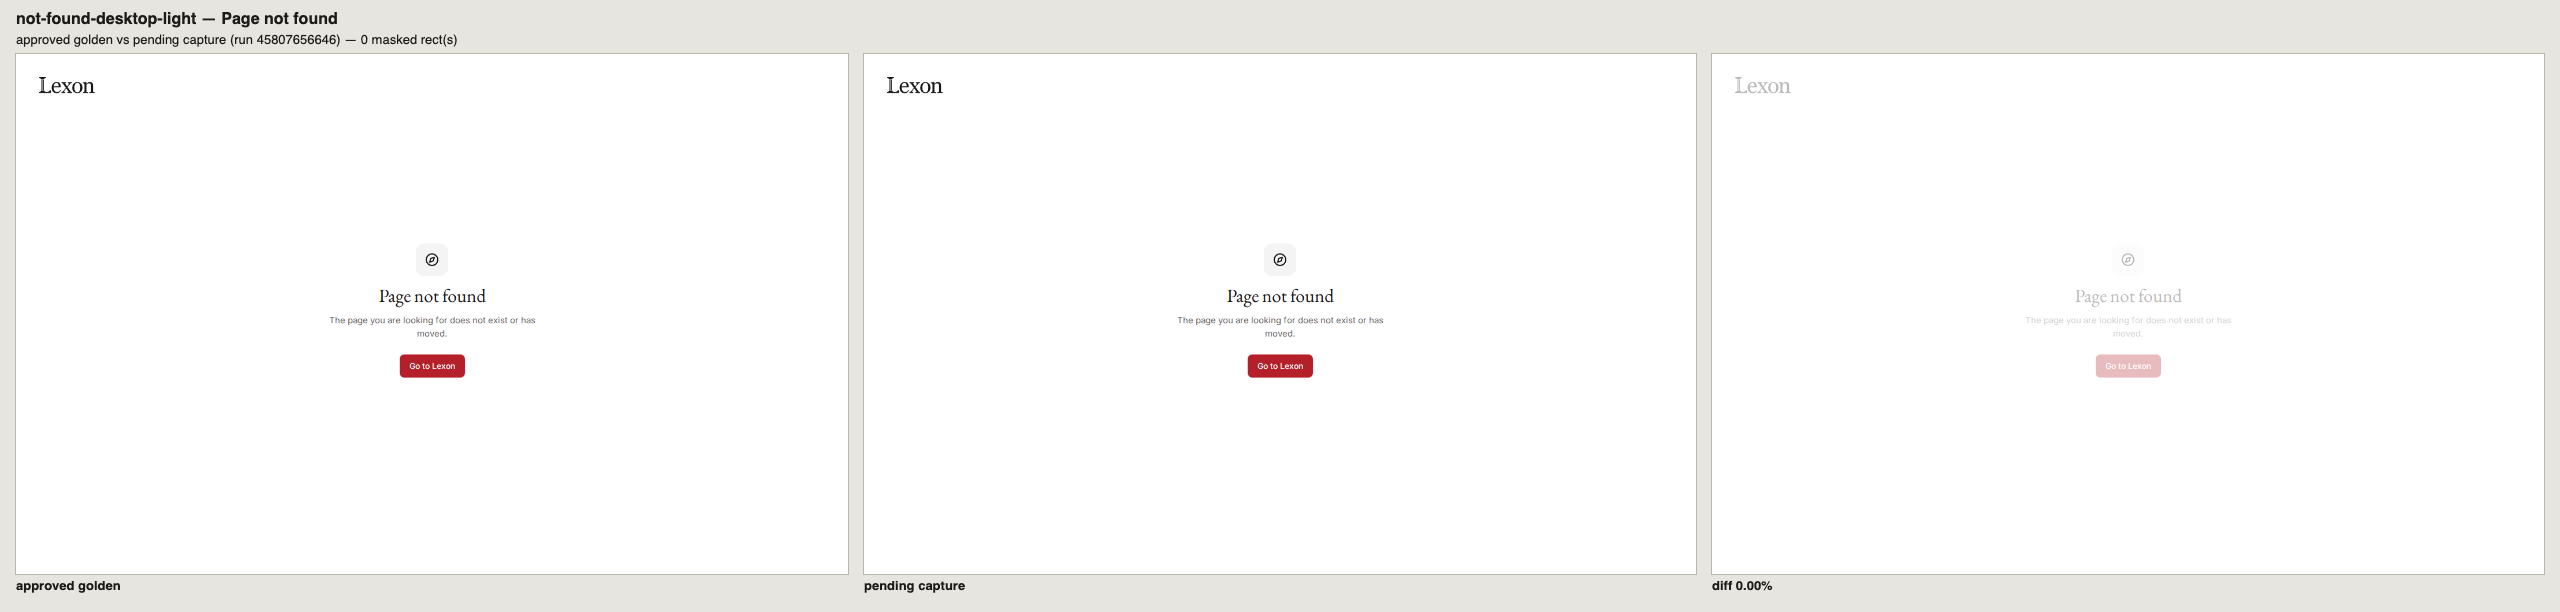 not-found-desktop-light — Page not found
approved golden vs pending capture (run 45807656646) — 0 masked rect(s)
Lexon
Page not found
The page you are looking for does not exist or has
moved.
Go to Lexon
approved golden
Lexon
Page not found
The page you are looking for does not exist or has
moved.
Go to Lexon
pending capture
Lexon
Page not found
The page you are looking for does not exist or has
moved.
Go to Lexon
diff 0.00%